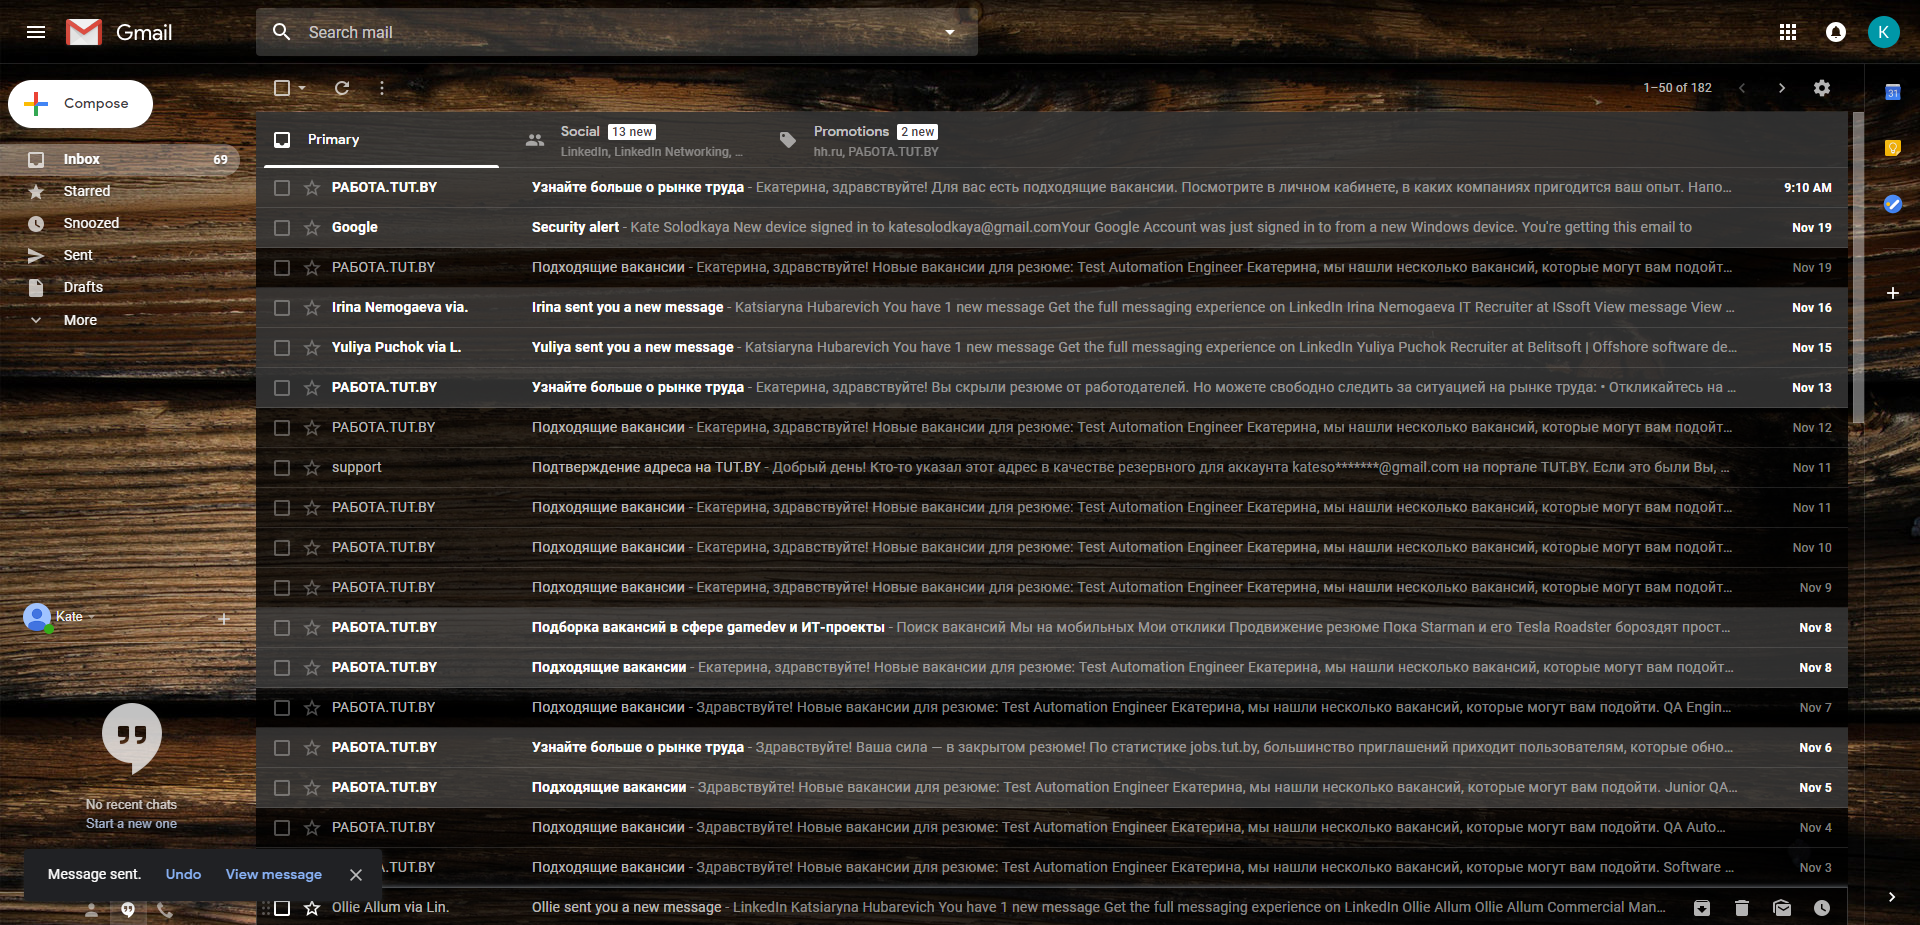 Gmail
Search mail
K
Compose
1–50 of 182
31
Primary
Social 13 new
LinkedIn, LinkedIn Networking, ...
Promotions 2 new
hh.ru, РАБОТА.TUT.BY
Inbox 69
Starred
Snoozed
Sent
Drafts
More
РАБОТА.TUT.BY Узнайте больше о рынке труда - Екатерина, здравствуйте! Для вас есть подходящие вакансии. Посмотрите в личном кабинете, в каких компаниях пригодится ваш опыт. Напо... 9:10 AM
Google Security alert - Kate Solodkaya New device signed in to katesolodkaya@gmail.comYour Google Account was just signed in to from a new Windows device. You're getting this email to Nov 19
РАБОТА.TUT.BY Подходящие вакансии - Екатерина, здравствуйте! Новые вакансии для резюме: Test Automation Engineer Екатерина, мы нашли несколько вакансий, которые могут вам подойт... Nov 19
Irina Nemogaeva via. Irina sent you a new message - Katsiaryna Hubarevich You have 1 new message Get the full messaging experience on LinkedIn Irina Nemogaeva IT Recruiter at ISsoft View message View ... Nov 16
Yuliya Puchok via L. Yuliya sent you a new message - Katsiaryna Hubarevich You have 1 new message Get the full messaging experience on LinkedIn Yuliya Puchok Recruiter at Belitsoft | Offshore software de... Nov 15
РАБОТА.TUT.BY Узнайте больше о рынке труда - Екатерина, здравствуйте! Вы скрыли резюме от работодателей. Но можете свободно следить за ситуацией на рынке труда: • Откликайтесь на ... Nov 13
РАБОТА.TUT.BY Подходящие вакансии - Екатерина, здравствуйте! Новые вакансии для резюме: Test Automation Engineer Екатерина, мы нашли несколько вакансий, которые могут вам подойт... Nov 12
support Подтверждение адреса на TUT.BY - Добрый день! Кто-то указал этот адрес в качестве резервного для аккаунта kateso*******@gmail.com на портале TUT.BY. Если это были Вы, ... Nov 11
РАБОТА.TUT.BY Подходящие вакансии - Екатерина, здравствуйте! Новые вакансии для резюме: Test Automation Engineer Екатерина, мы нашли несколько вакансий, которые могут вам подойт... Nov 11
РАБОТА.TUT.BY Подходящие вакансии - Екатерина, здравствуйте! Новые вакансии для резюме: Test Automation Engineer Екатерина, мы нашли несколько вакансий, которые могут вам подойт... Nov 10
РАБОТА.TUT.BY Подходящие вакансии - Екатерина, здравствуйте! Новые вакансии для резюме: Test Automation Engineer Екатерина, мы нашли несколько вакансий, которые могут вам подойт... Nov 9
Kate
РАБОТА.TUT.BY Подборка вакансий в сфере gamedev и ИТ-проекты - Поиск вакансий Мы на мобильных Мои отклики Продвижение резюме Пока Starman и его Tesla Roadster бороздят прост... Nov 8
РАБОТА.TUT.BY Подходящие вакансии - Екатерина, здравствуйте! Новые вакансии для резюме: Test Automation Engineer Екатерина, мы нашли несколько вакансий, которые могут вам подойт... Nov 8
РАБОТА.TUT.BY Подходящие вакансии - Здравствуйте! Новые вакансии для резюме: Test Automation Engineer Екатерина, мы нашли несколько вакансий, которые могут вам подойти. QA Engin... Nov 7
РАБОТА.TUT.BY Узнайте больше о рынке труда - Здравствуйте! Ваша сила — в закрытом резюме! По статистике jobs.tut.by, большинство приглашений приходит пользователям, которые обно... Nov 6
РАБОТА.TUT.BY Подходящие вакансии - Здравствуйте! Новые вакансии для резюме: Test Automation Engineer Екатерина, мы нашли несколько вакансий, которые могут вам подойти. Junior QA... Nov 5
No recent chats
Start a new one
РАБОТА.TUT.BY Подходящие вакансии - Здравствуйте! Новые вакансии для резюме: Test Automation Engineer Екатерина, мы нашли несколько вакансий, которые могут вам подойти. QA Auto... Nov 4
А.TUT.BY Подходящие вакансии - Здравствуйте! Новые вакансии для резюме: Test Automation Engineer Екатерина, мы нашли несколько вакансий, которые могут вам подойти. Software ... Nov 3
Message sent. Undo View message
Ollie Allum via Lin. Ollie sent you a new message - LinkedIn Katsiaryna Hubarevich You have 1 new message Get the full messaging experience on LinkedIn Ollie Allum Ollie Allum Commercial Man...